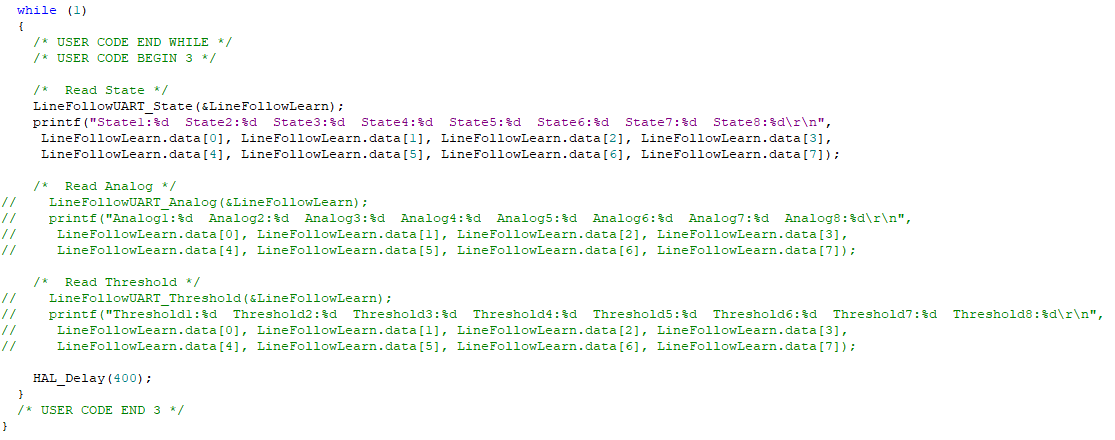 while (1)
{
/* USER CODE END WHILE */
/* USER CODE BEGIN 3 */
/*  Read State */
LineFollowUART_State(&LineFollowLearn);
printf("State1:%d  State2:%d  State3:%d  State4:%d  State5:%d  State6:%d  State7:%d  State8:%d\r\n",
LineFollowLearn.data[0], LineFollowLearn.data[1], LineFollowLearn.data[2], LineFollowLearn.data[3],
LineFollowLearn.data[4], LineFollowLearn.data[5], LineFollowLearn.data[6], LineFollowLearn.data[7]);
/*  Read Analog */
//    LineFollowUART_Analog(&LineFollowLearn);
//    printf("Analog1:%d  Analog2:%d  Analog3:%d  Analog4:%d  Analog5:%d  Analog6:%d  Analog7:%d  Analog8:%d\r\n",
//     LineFollowLearn.data[0], LineFollowLearn.data[1], LineFollowLearn.data[2], LineFollowLearn.data[3],
//     LineFollowLearn.data[4], LineFollowLearn.data[5], LineFollowLearn.data[6], LineFollowLearn.data[7]);
/*  Read Threshold */
//    LineFollowUART_Threshold(&LineFollowLearn);
//    printf("Threshold1:%d  Threshold2:%d  Threshold3:%d  Threshold4:%d  Threshold5:%d  Threshold6:%d  Threshold7:%d  Threshold8:%d\r\n",
//     LineFollowLearn.data[0], LineFollowLearn.data[1], LineFollowLearn.data[2], LineFollowLearn.data[3],
//     LineFollowLearn.data[4], LineFollowLearn.data[5], LineFollowLearn.data[6], LineFollowLearn.data[7]);
HAL_Delay(400);
}
/* USER CODE END 3 */
}